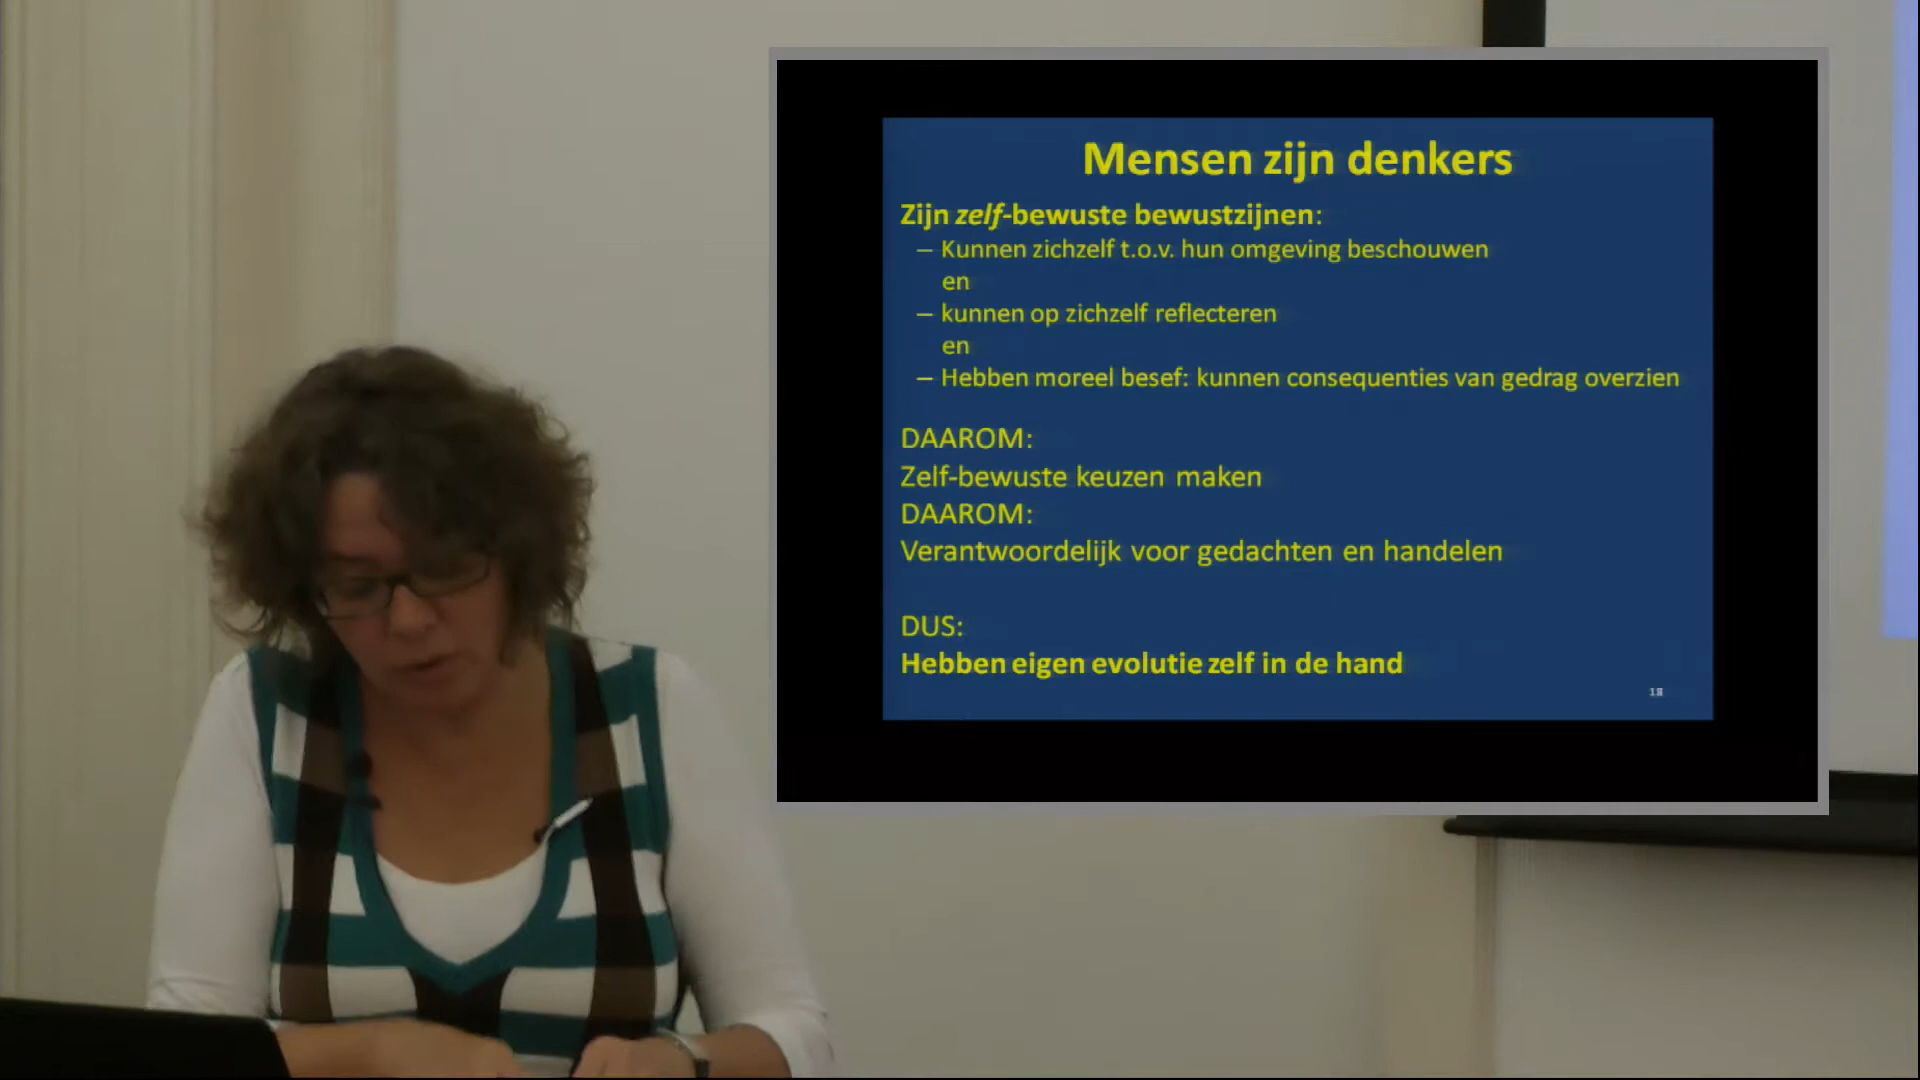 Mensen zijn denkers
Zijn zelf-bewuste bewustzijnen:
– Kunnen zichzelf t.o.v. hun omgeving beschouwen
en
– kunnen op zichzelf reflecteren
en
– Hebben moreel besef: kunnen consequenties van gedrag overzien
DAAROM:
Zelf-bewuste keuzen maken
DAAROM:
Verantwoordelijk voor gedachten en handelen
DUS:
Hebben eigen evolutie zelf in de hand
18